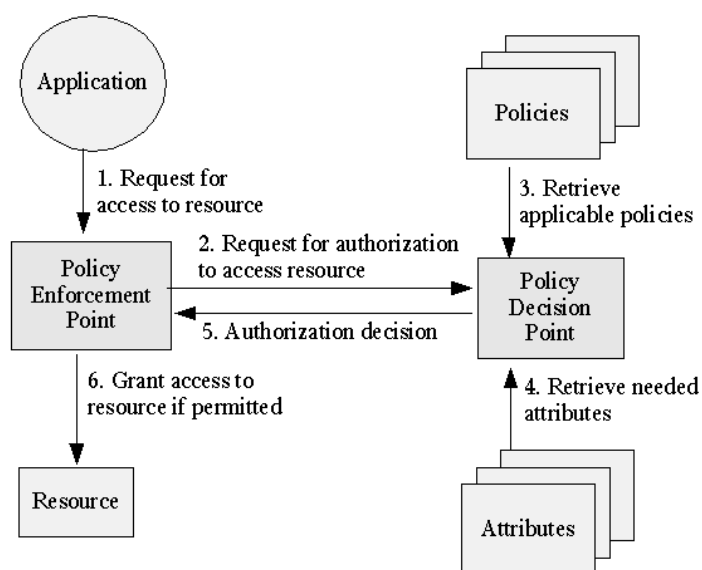 Application
Policies
1. Request for
access to resource
3. Retrieve
applicable policies
2. Request for authorization
to access resource
Policy
Enforcement
Point
Policy
Decision
Point
5. Authorization decision
6. Grant access to
resource if permitted
4. Retrieve needed
attributes
Resource
Attributes